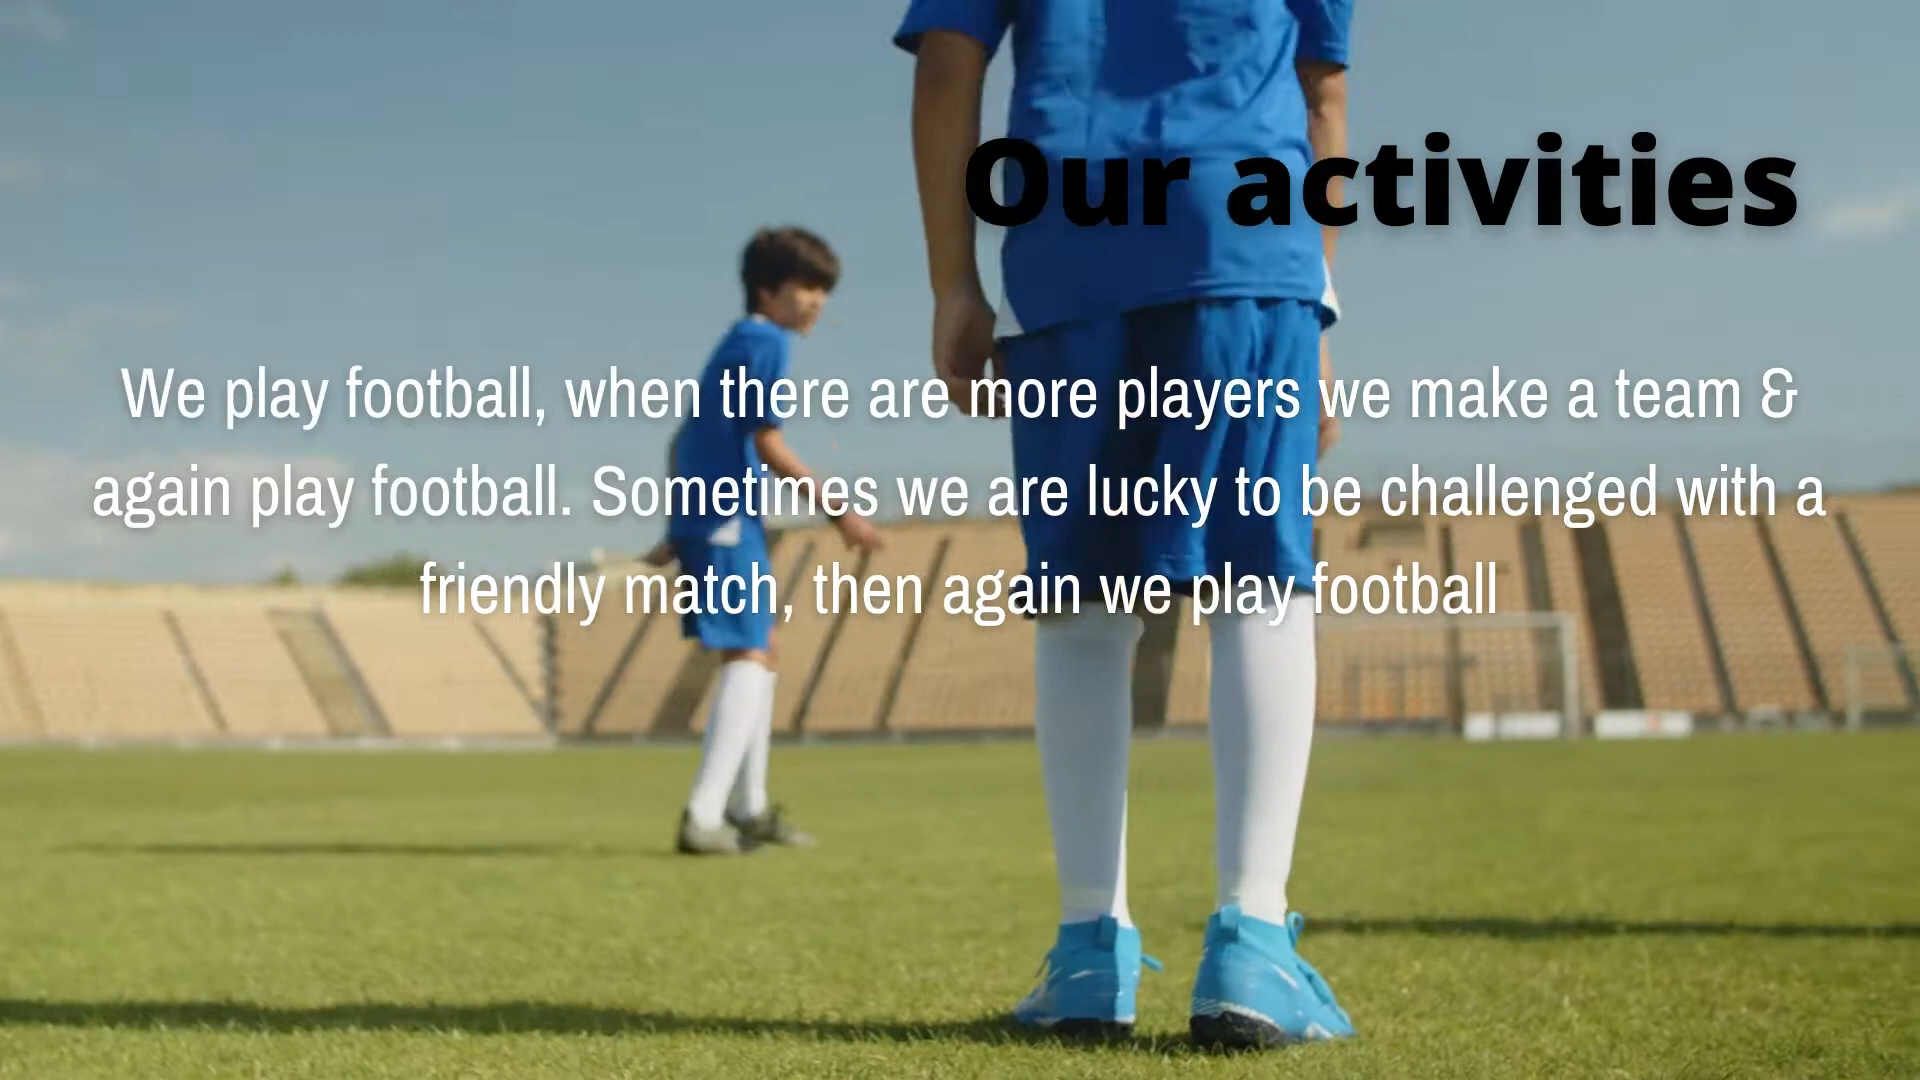 Our activities
We play football, when there are more players we make a team &
again play football. Sometimes we are lucky to be challenged with a
friendly match, then again we play football